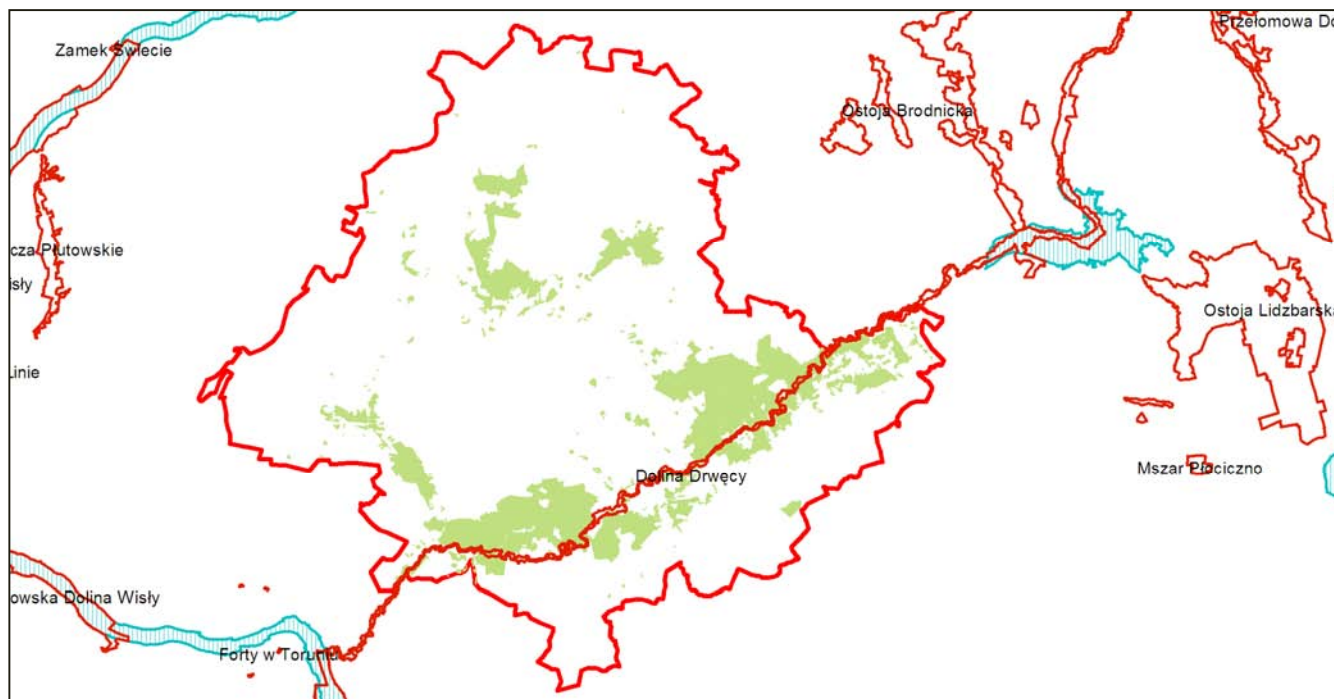 Przełomowa Do
Zamek Świecie
Ostoja Brodnicka
cza Płutowskie
isły
Ostoja Lidzbarska
Linie
Mszar Płociczno
Dolina Drwęcy
owska Dolina Wisły
Forty w Toruniu